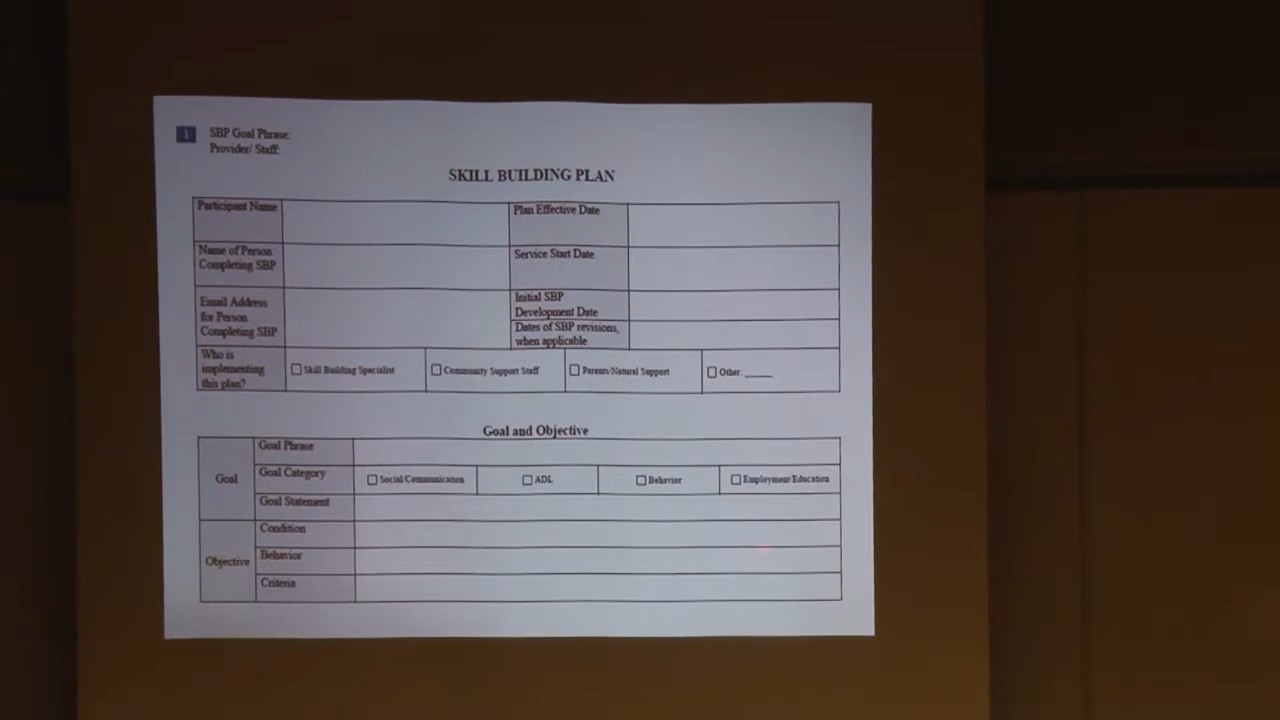 1
SBP Goal Phrase:
Provider/ Staff:
SKILL BUILDING PLAN
Participant Name
Plan Effective Date
Name of Person
Completing SBP
Service Start Date
Email Address
for Person
Completing SBP
Initial SBP
Development Date
Dates of SBP revisions,
when applicable
Who is
implementing
this plan?
Skill Building Specialist
Community Support Staff
Parents/Natural Support
Other: _____
Goal and Objective
Goal
Goal Phrase
Goal Category
Social/Communication
ADL
Behavior
Employment/Education
Goal Statement
Objective
Condition
Behavior
Criteria